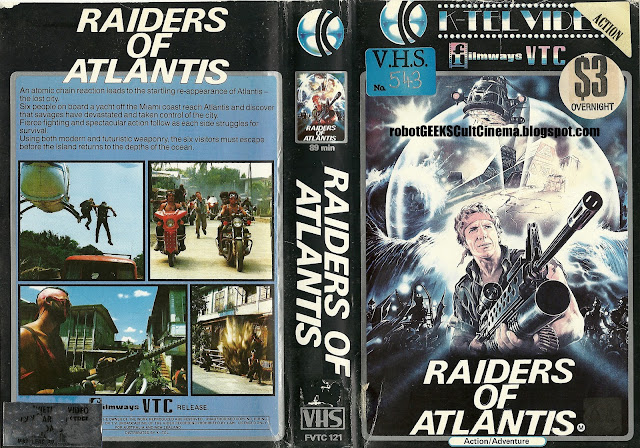 RAIDERS
OF
ATLANTIS
An atomic chain reaction leads to the startling re-appearance of Atlantis –
the lost city.
Six people on board a yacht off the Miami coast reach Atlantis and discover
that savages have devastated and taken control of the city.
Fierce fighting and spectacular action follow as each side struggles for
survival.
Using both modern and futuristic weaponry, the six visitors must escape
before the island returns to the depths of the ocean.
filmways VTC RELEASE
RAIDERS
OF
ATLANTIS
89 min
RAIDERS OF
ATLANTIS
VHS
FVTC 121
K-TEL VIDE
ACTION
filmways VTC
V.H.S.
No. 543
$3
OVERNIGHT
robotGEEKSCultCinema.blogspot.com
RAIDERS
OF
ATLANTIS
M
Action/Adventure